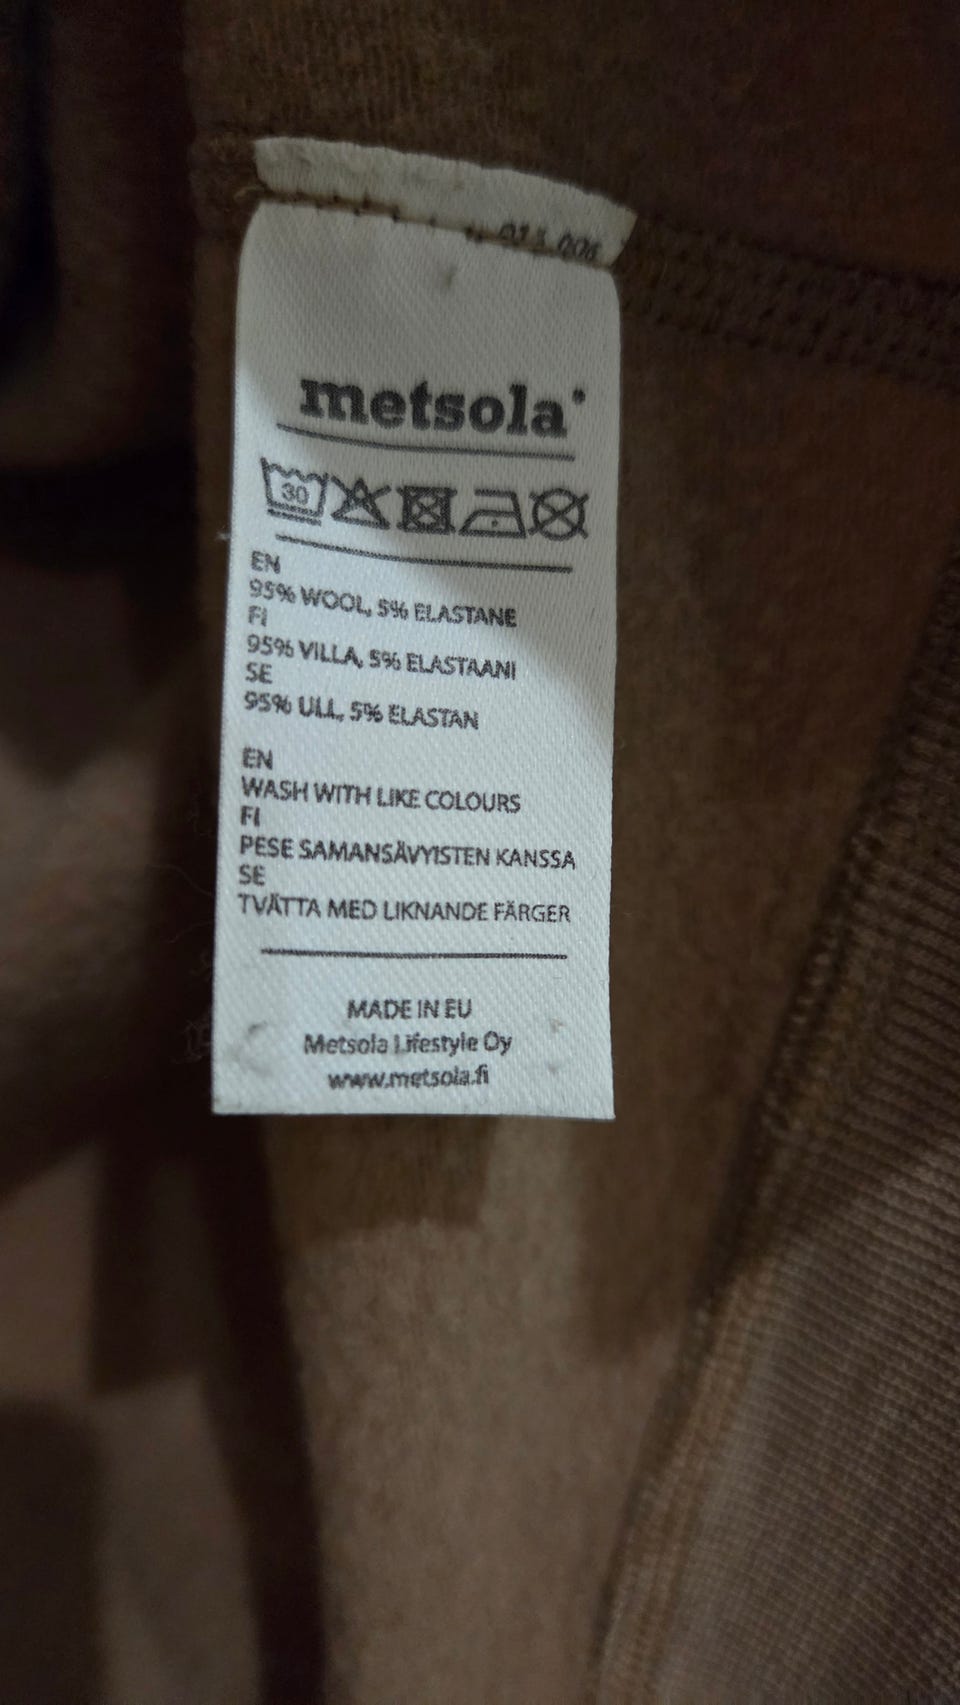 metsola
30
EN
95% WOOL, 5% ELASTANE
FI
95% VILLA, 5% ELASTAANI
SE
95% ULL, 5% ELASTAN
EN
WASH WITH LIKE COLOURS
FI
PESE SAMANSÄVYISTEN KANSSA
SE
TVÄTTA MED LIKNANDE FÄRGER
MADE IN EU
Metsola Lifestyle Oy
www.metsola.fi